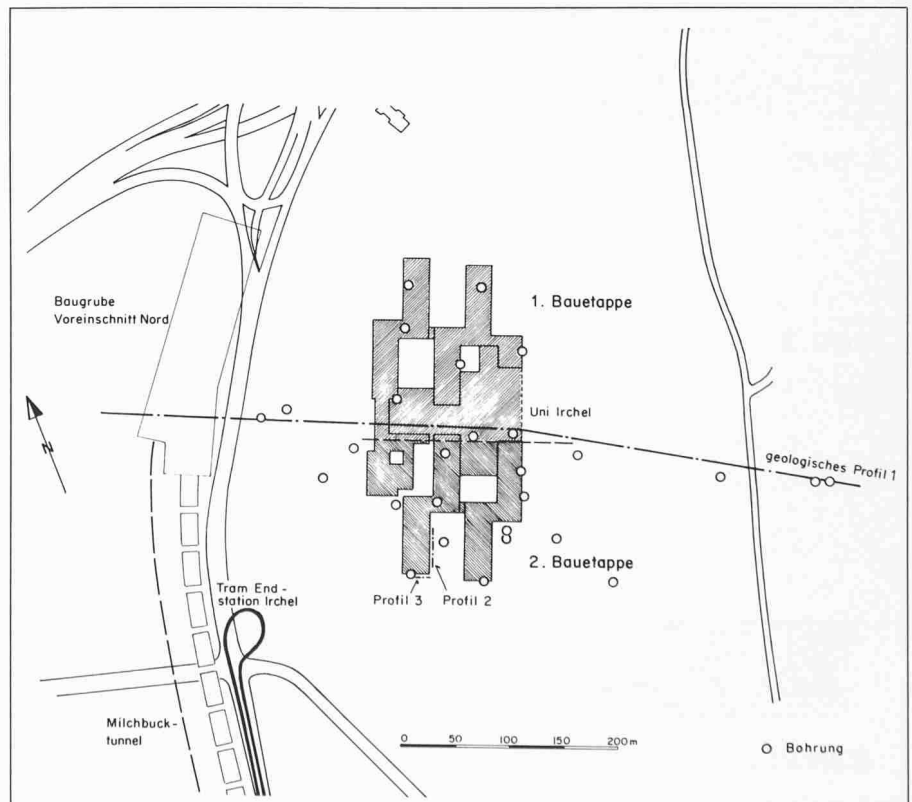 1. Bauetappe
Baugrube
Voreinschnitt Nord
Uni Irchel
N
geologisches Profil 1
2. Bauetappe
Tram End-
station Irchel
Profil 3
Profil 2
Milchbuck-
tunnel
0 50 100 150 200 m
Bohrung